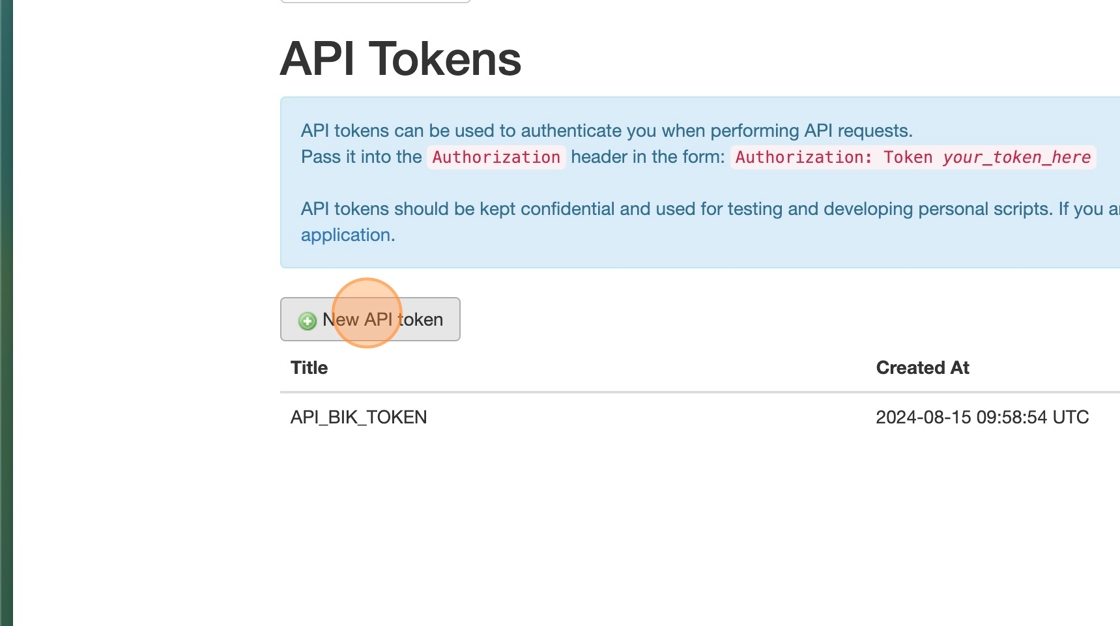 API Tokens
API tokens can be used to authenticate you when performing API requests.
Pass it into the Authorization header in the form: Authorization: Token your_token_here
API tokens should be kept confidential and used for testing and developing personal scripts. If you
application.
New API token
Title Created At
API_BIK_TOKEN 2024-08-15 09:58:54 UTC